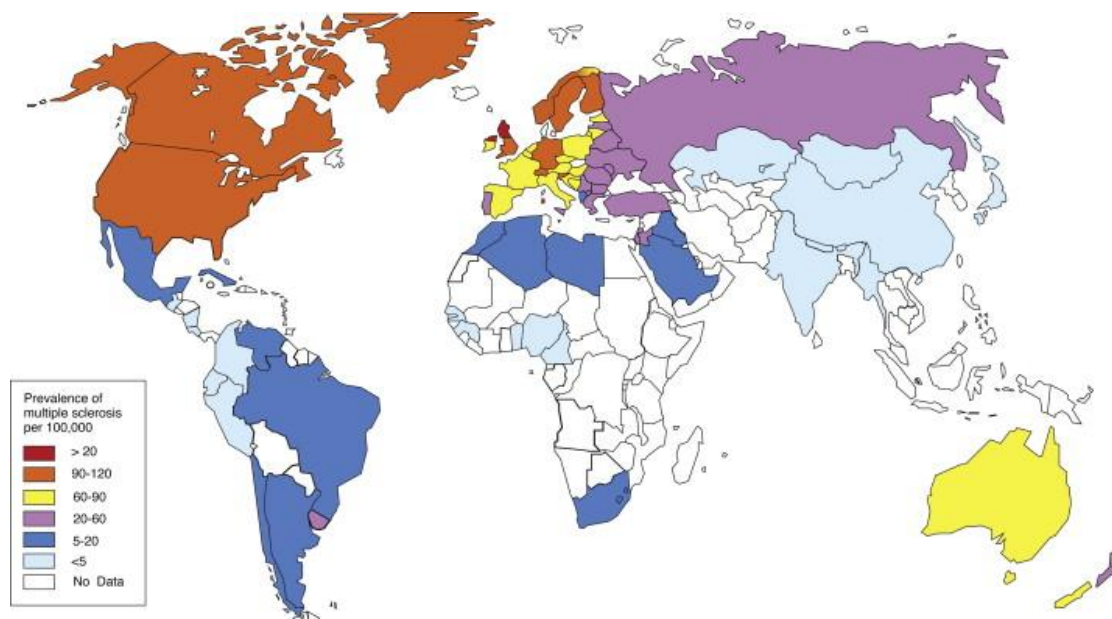 Prevalence of
multiple sclerosis
per 100,000
> 20
90-120
60-90
20-60
5-20
<5
No Data